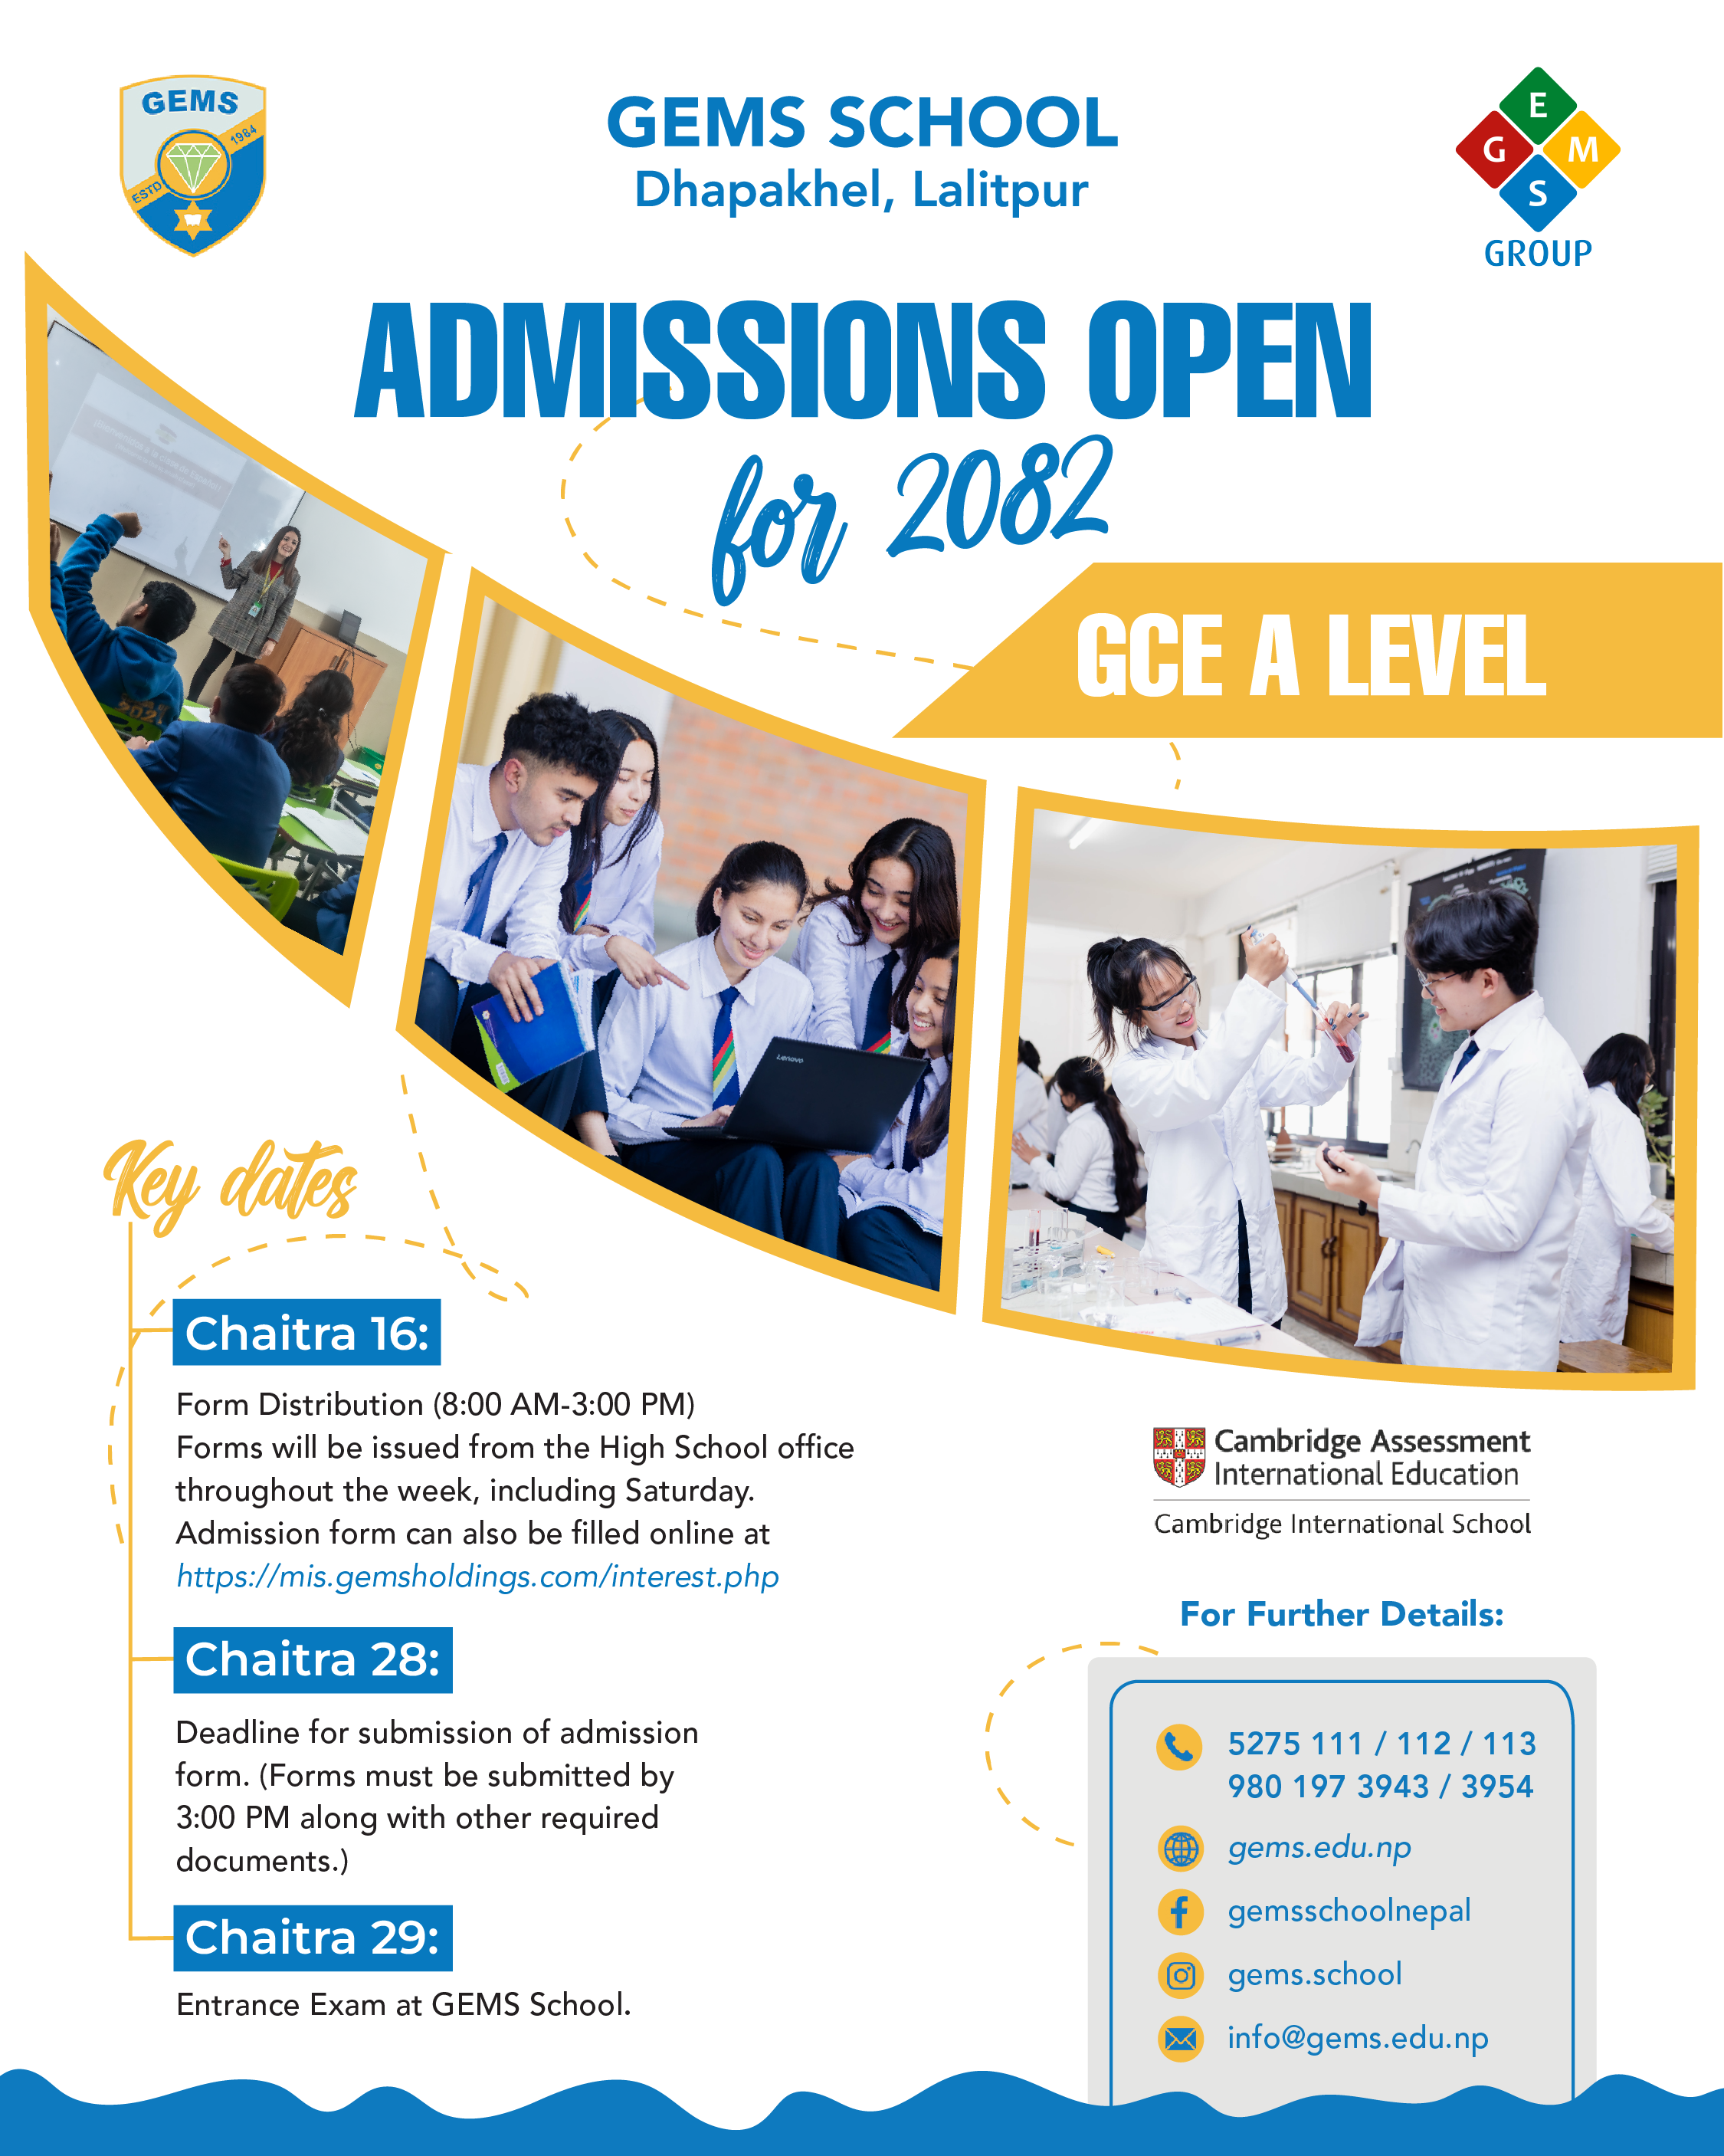 GEMS
ESTD 1984
GEMS SCHOOL
Dhapakhel, Lalitpur
E
G M
S
GROUP
ADMISSIONS OPEN
for 2082
GCE A LEVEL
Lenovo
Key dates
Chaitra 16:
Form Distribution (8:00 AM-3:00 PM)
Forms will be issued from the High School office
throughout the week, including Saturday.
Admission form can also be filled online at
https://mis.gemsholdings.com/interest.php
Chaitra 28:
Deadline for submission of admission
form. (Forms must be submitted by
3:00 PM along with other required
documents.)
Chaitra 29:
Entrance Exam at GEMS School.
Cambridge Assessment
International Education
Cambridge International School
For Further Details:
5275 111 / 112 / 113
980 197 3943 / 3954
gems.edu.np
gemsschoolnepal
gems.school
info@gems.edu.np